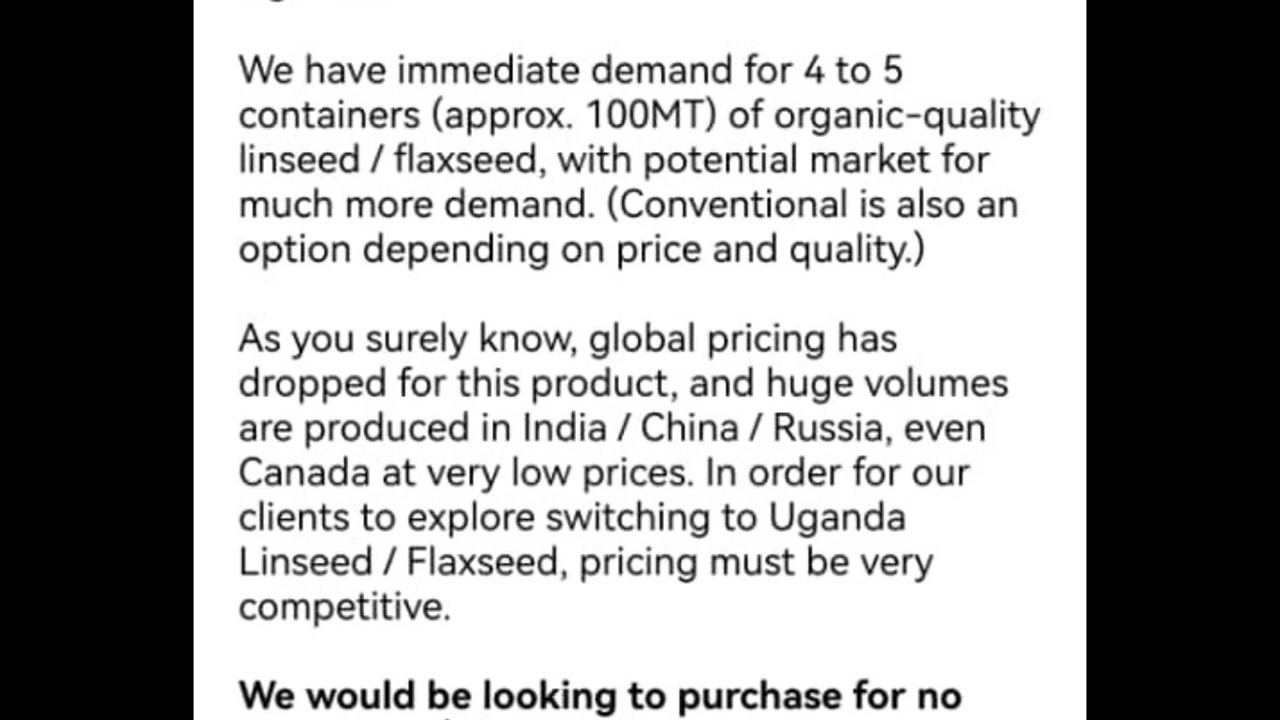 We have immediate demand for 4 to 5
containers (approx. 100MT) of organic-quality
linseed / flaxseed, with potential market for
much more demand. (Conventional is also an
option depending on price and quality.)
As you surely know, global pricing has
dropped for this product, and huge volumes
are produced in India / China / Russia, even
Canada at very low prices. In order for our
clients to explore switching to Uganda
Linseed / Flaxseed, pricing must be very
competitive.
We would be looking to purchase for no